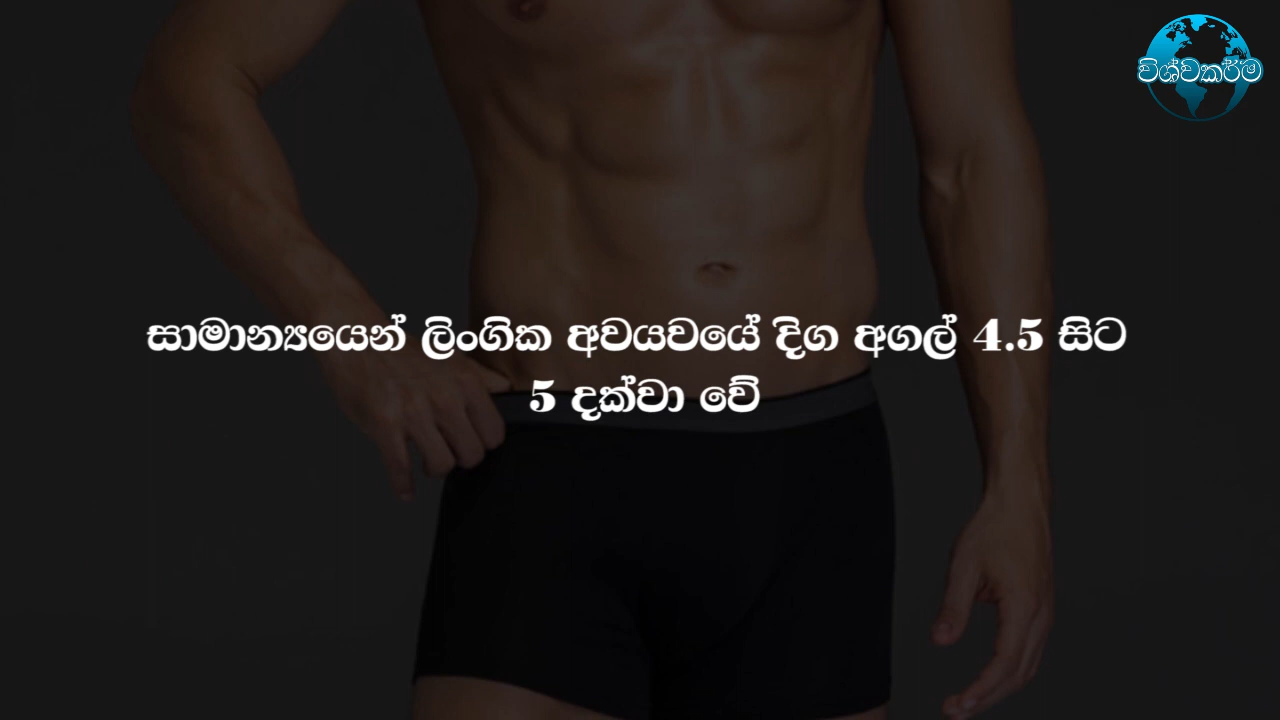 විශ්වකර්ම
සාමාන්‍යයෙන් ලිංගික අවයවයේ දිග අගල් 4.5 සිට
5 දක්වා වේ